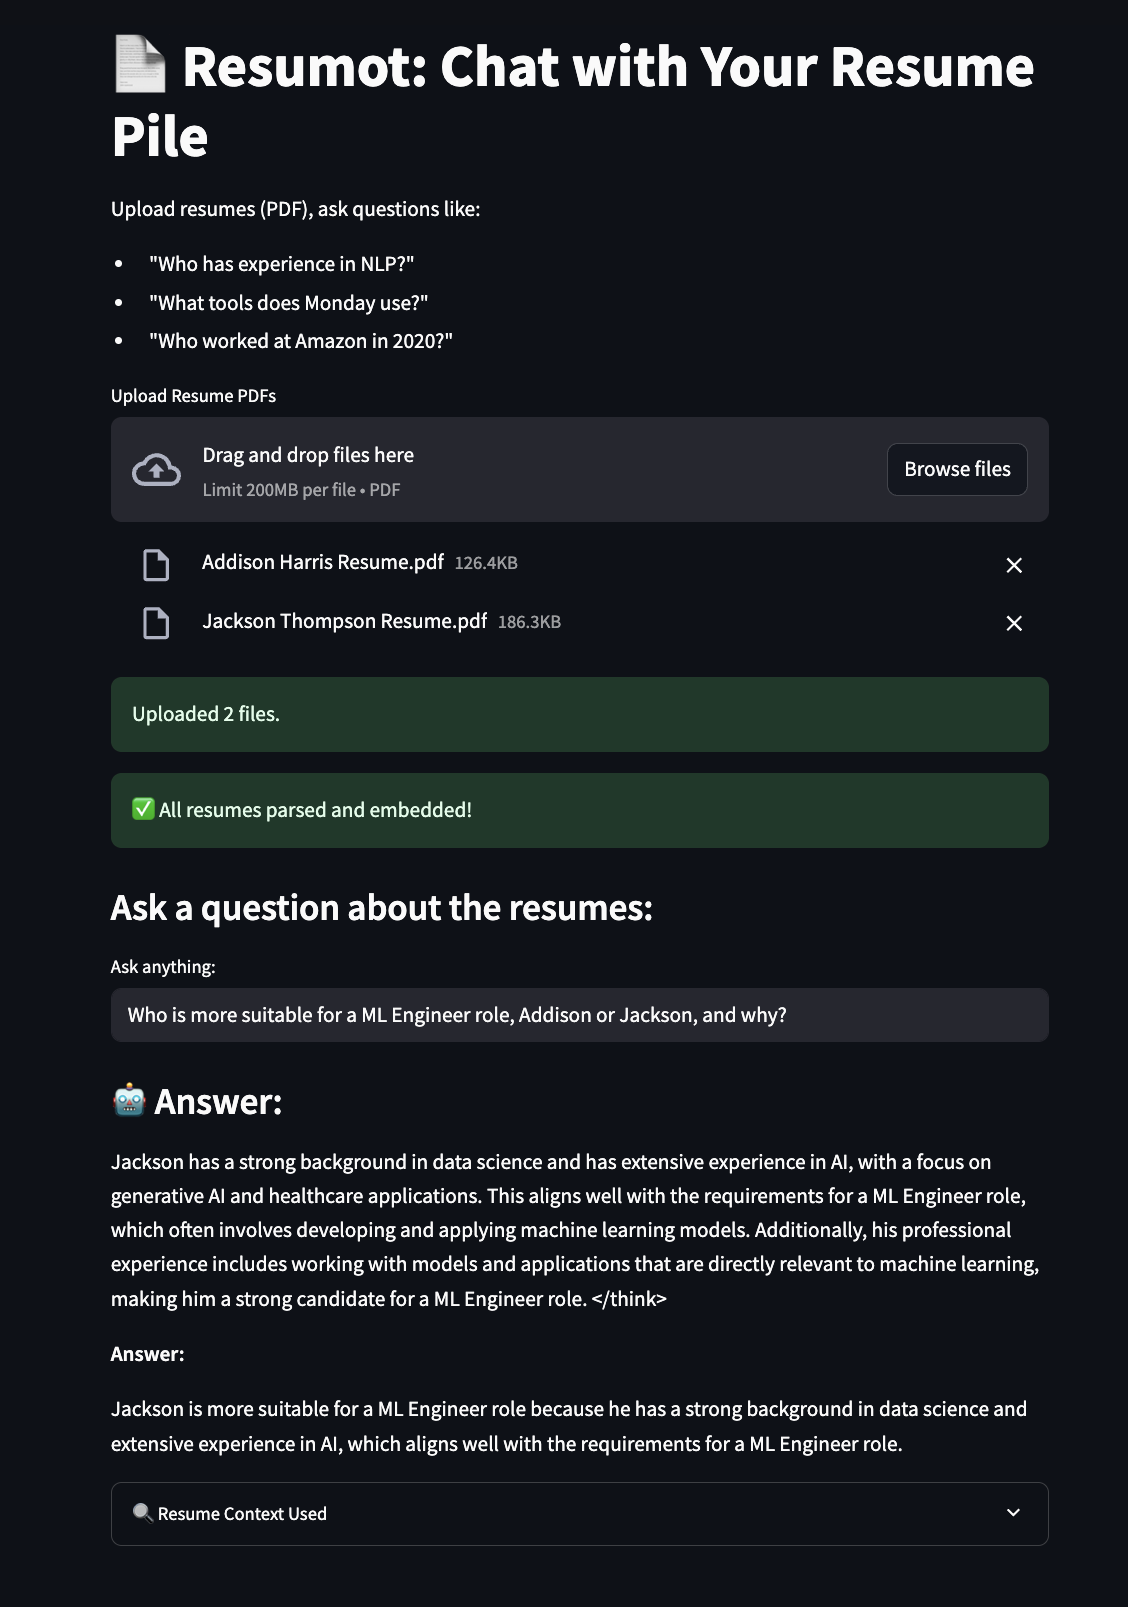 Resumot: Chat with Your Resume
Pile
Upload resumes (PDF), ask questions like:
• "Who has experience in NLP?"
• "What tools does Monday use?"
• "Who worked at Amazon in 2020?"
Upload Resume PDFs
Drag and drop files here
Limit 200MB per file • PDF
Browse files
Addison Harris Resume.pdf 126.4KB
Jackson Thompson Resume.pdf 186.3KB
Uploaded 2 files.
✅ All resumes parsed and embedded!
Ask a question about the resumes:
Ask anything:
Who is more suitable for a ML Engineer role, Addison or Jackson, and why?
🤖 Answer:
Jackson has a strong background in data science and has extensive experience in AI, with a focus on
generative AI and healthcare applications. This aligns well with the requirements for a ML Engineer role,
which often involves developing and applying machine learning models. Additionally, his professional
experience includes working with models and applications that are directly relevant to machine learning,
making him a strong candidate for a ML Engineer role. </think>
Answer:
Jackson is more suitable for a ML Engineer role because he has a strong background in data science and
extensive experience in AI, which aligns well with the requirements for a ML Engineer role.
🔍 Resume Context Used